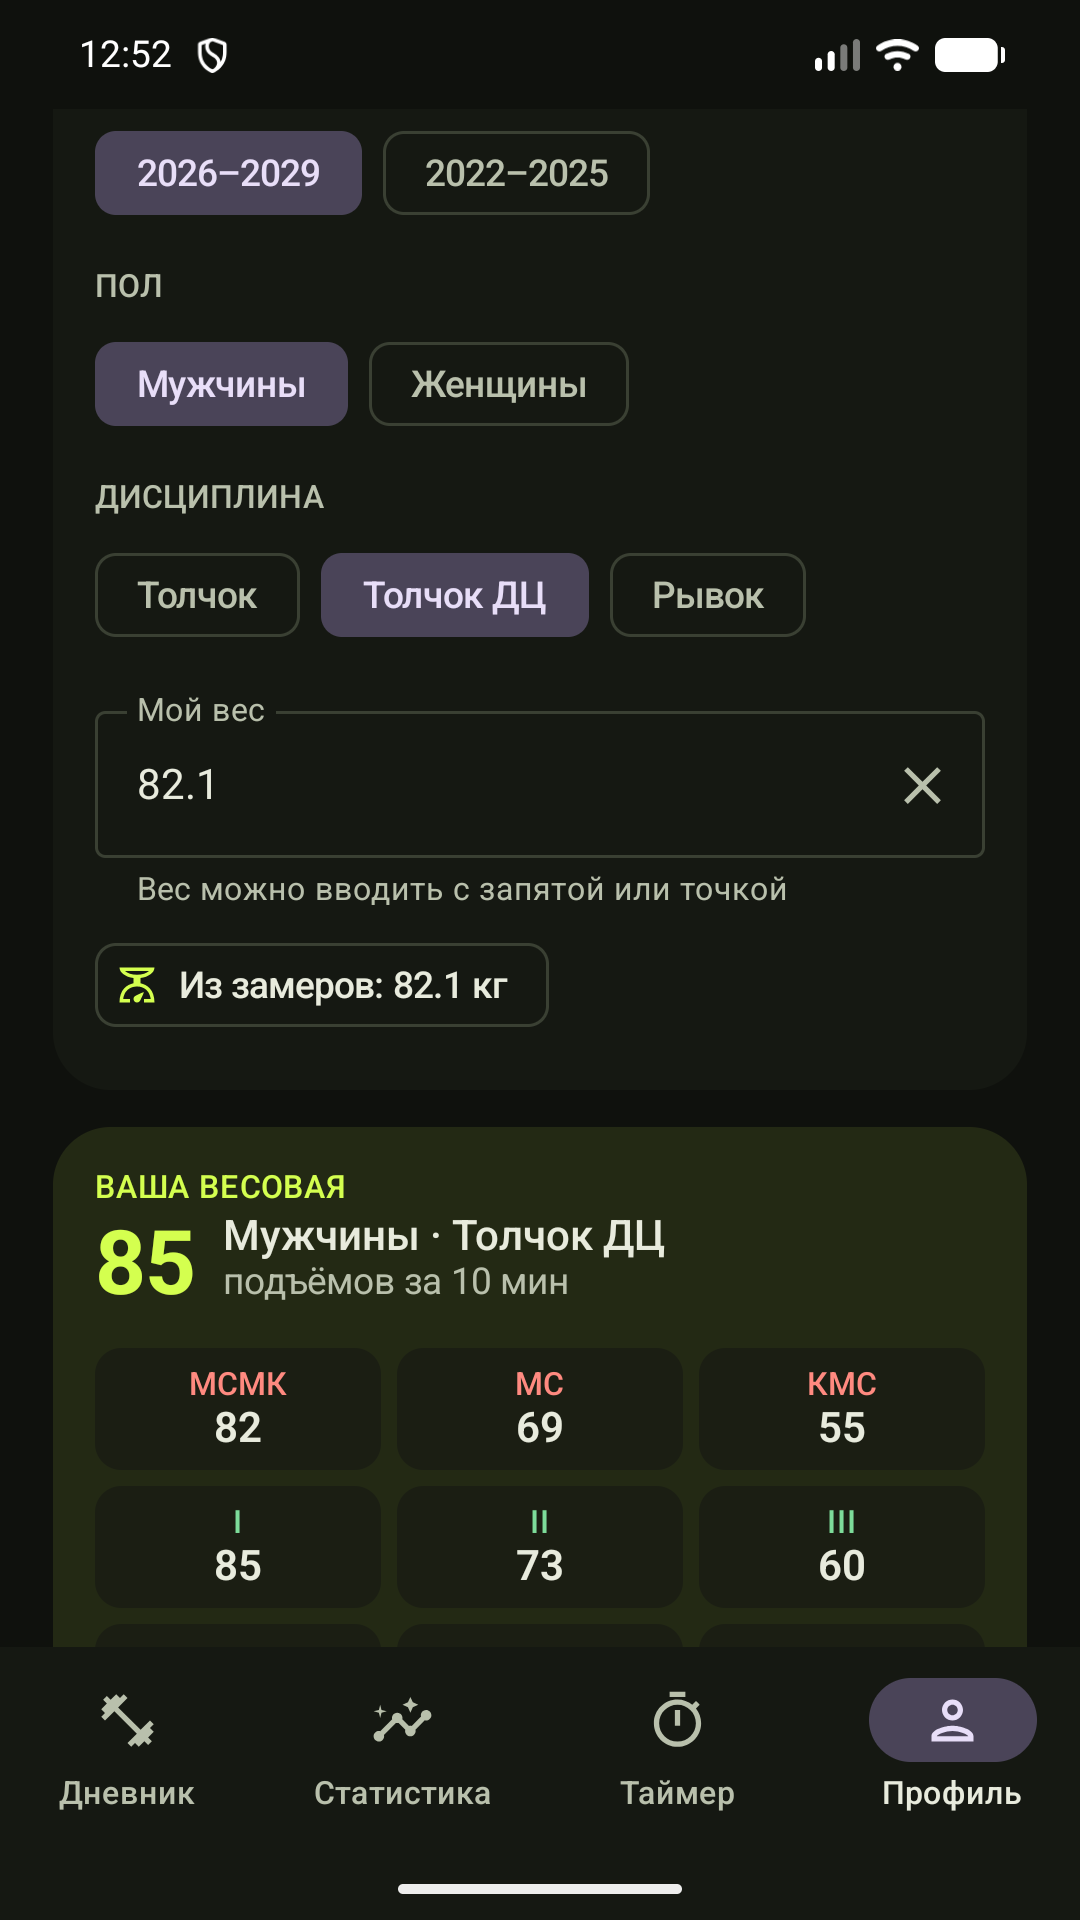 12:52
2026–2029 2022–2025
ПОЛ
Мужчины Женщины
ДИСЦИПЛИНА
Толчок Толчок ДЦ Рывок
Мой вес
82.1
Вес можно вводить с запятой или точкой
Из замеров: 82.1 кг
ВАША ВЕСОВАЯ
85 Мужчины · Толчок ДЦ
подъёмов за 10 мин
МСМК МС КМС
82 69 55
I II III
85 73 60
Дневник Статистика Таймер Профиль